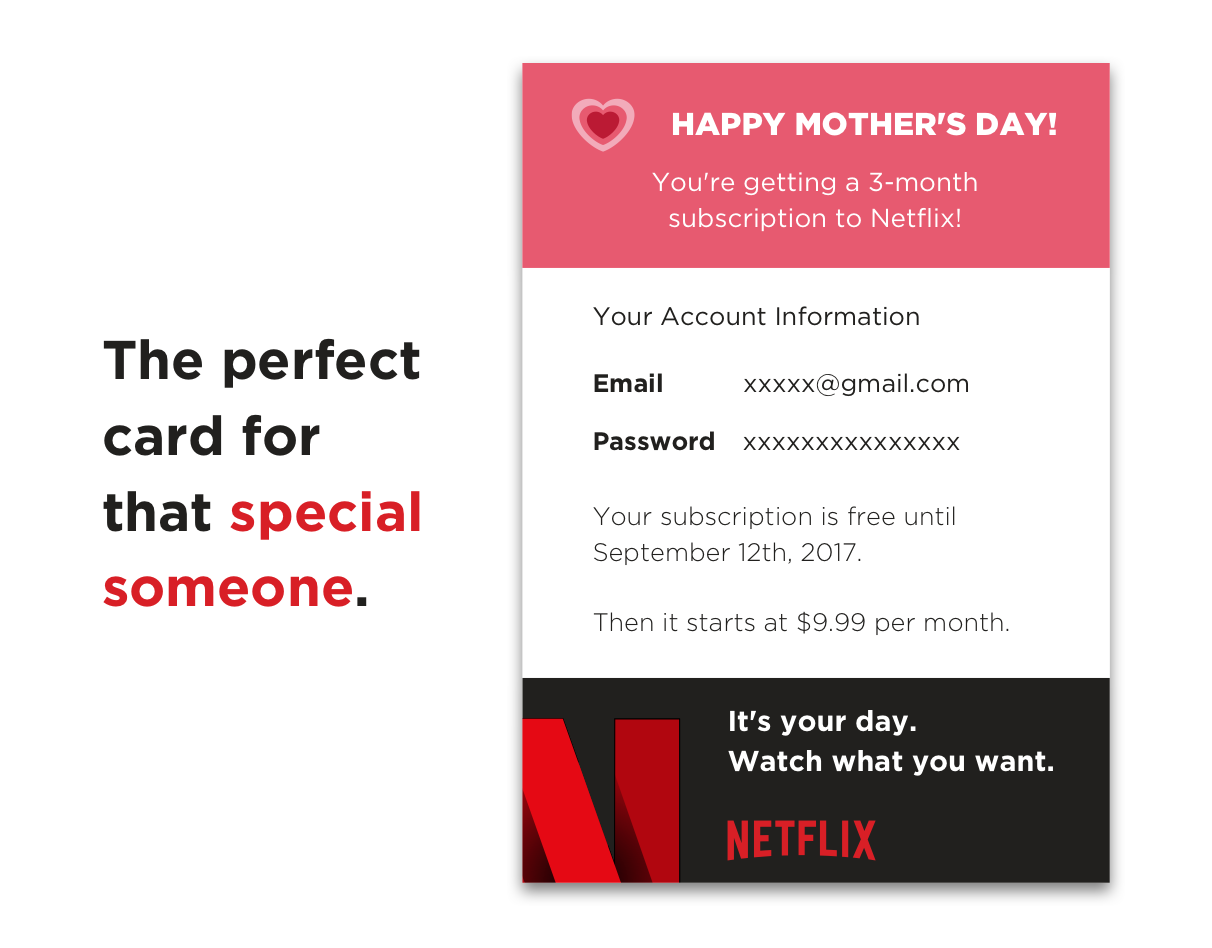 The perfect
card for
that special
someone.
HAPPY MOTHER'S DAY!
You're getting a 3-month
subscription to Netflix!
Your Account Information
Email xxxxx@gmail.com
Password xxxxxxxxxxxxxxx
Your subscription is free until
September 12th, 2017.
Then it starts at $9.99 per month.
It's your day.
Watch what you want.
NETFLIX